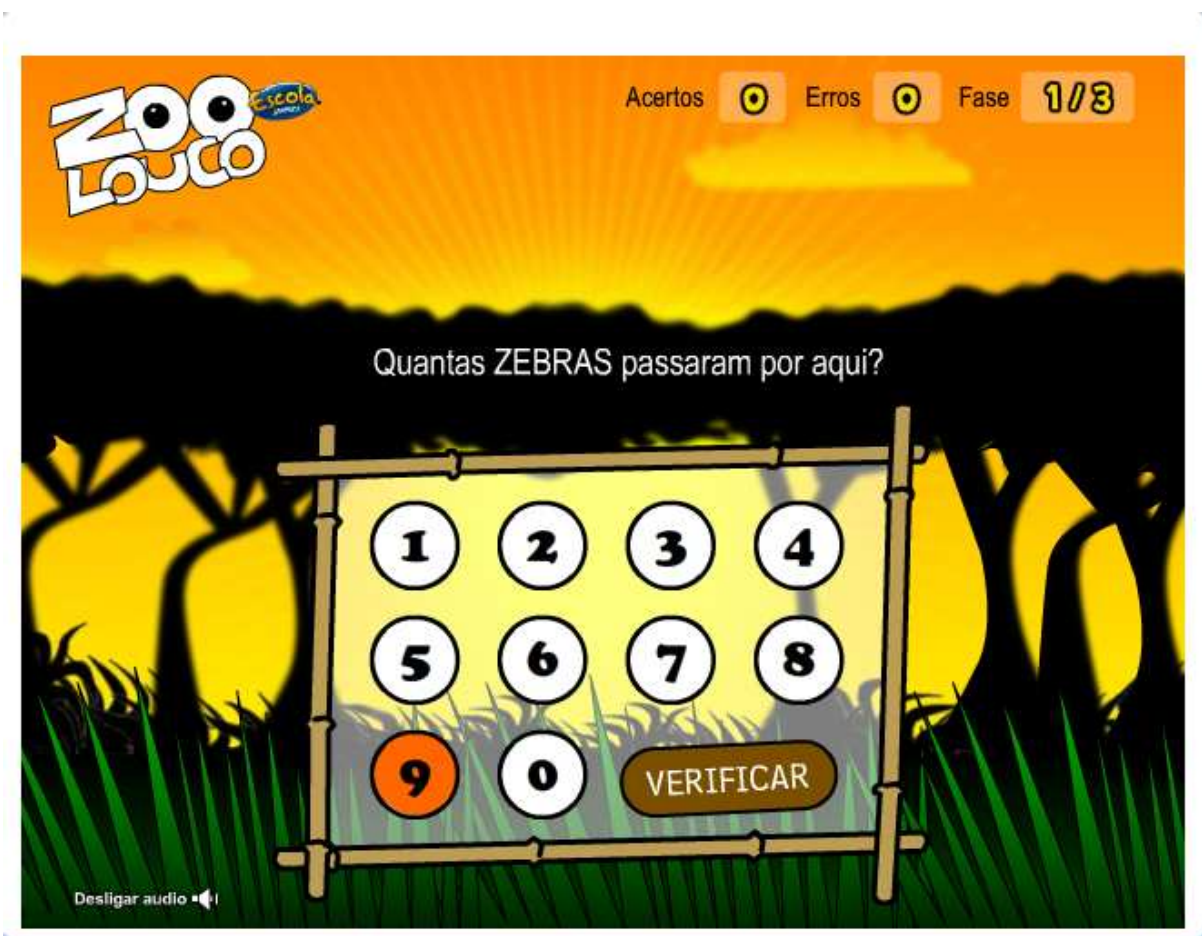 ZOO
LOUCO
Escola
Acertos 0 Erros 0 Fase 1/3
Quantas ZEBRAS passaram por aqui?
1 2 3 4
5 6 7 8
9 0 VERIFICAR
Desligar audio